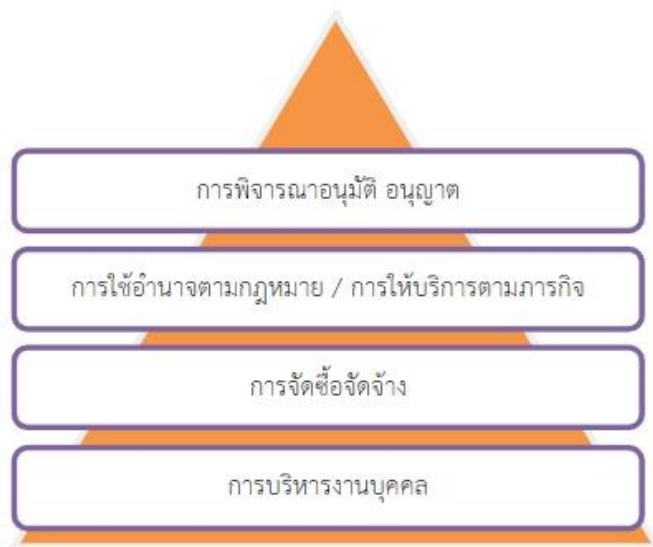 การพิจารณาอนุมัติ อนุญาต
การใช้อำนาจตามกฎหมาย / การให้บริการตามภารกิจ
การจัดซื้อจัดจ้าง
การบริหารงานบุคคล